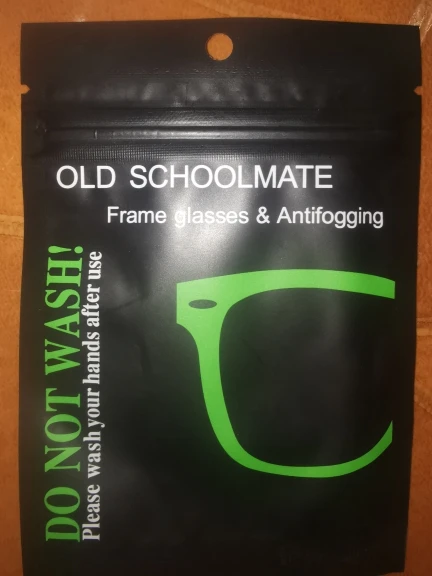 OLD SCHOOLMATE
Frame glasses & Antifogging
DO NOT WASH!
Please wash your hands after use